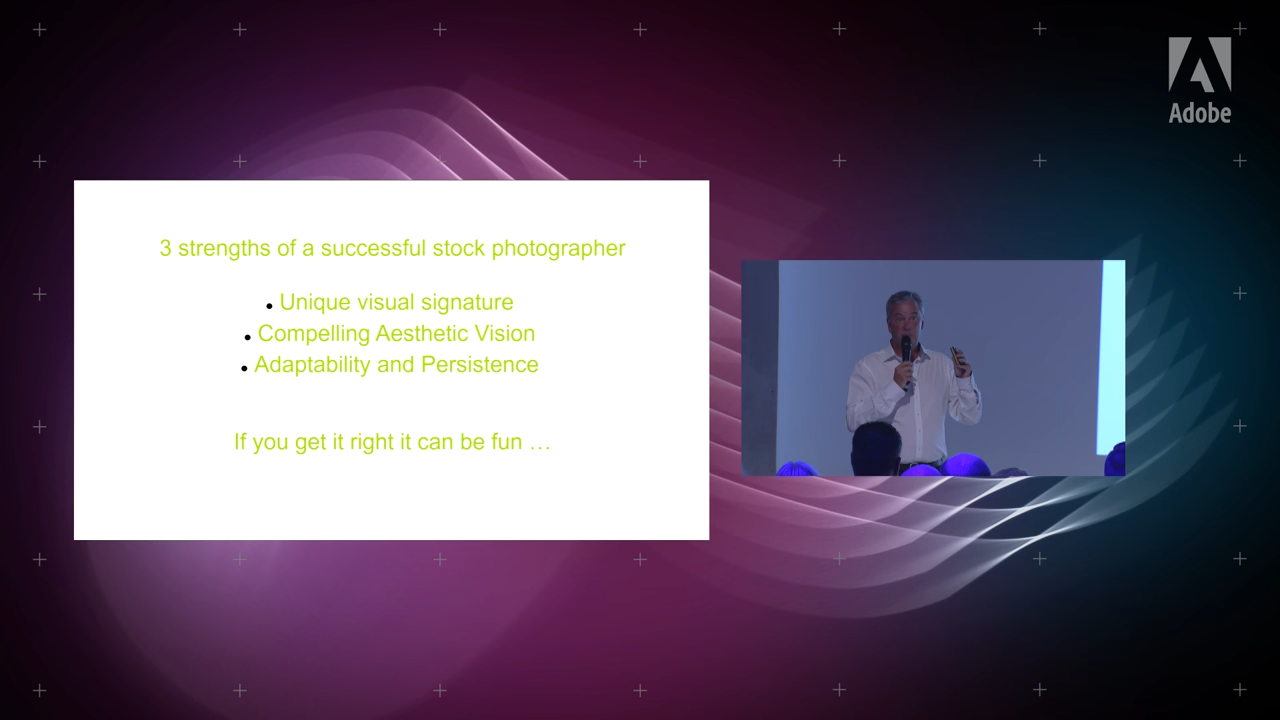 Adobe
3 strengths of a successful stock photographer
• Unique visual signature
• Compelling Aesthetic Vision
• Adaptability and Persistence
If you get it right it can be fun …